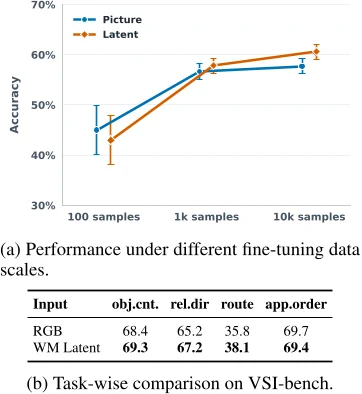 70%
Picture
Latent
60%
50%
40%
30%
Accuracy
100 samples 1k samples 10k samples
(a) Performance under different fine-tuning data
scales.
Input obj.cnt. rel.dir route app.order
RGB 68.4 65.2 35.8 69.7
WM Latent 69.3 67.2 38.1 69.4
(b) Task-wise comparison on VSI-bench.